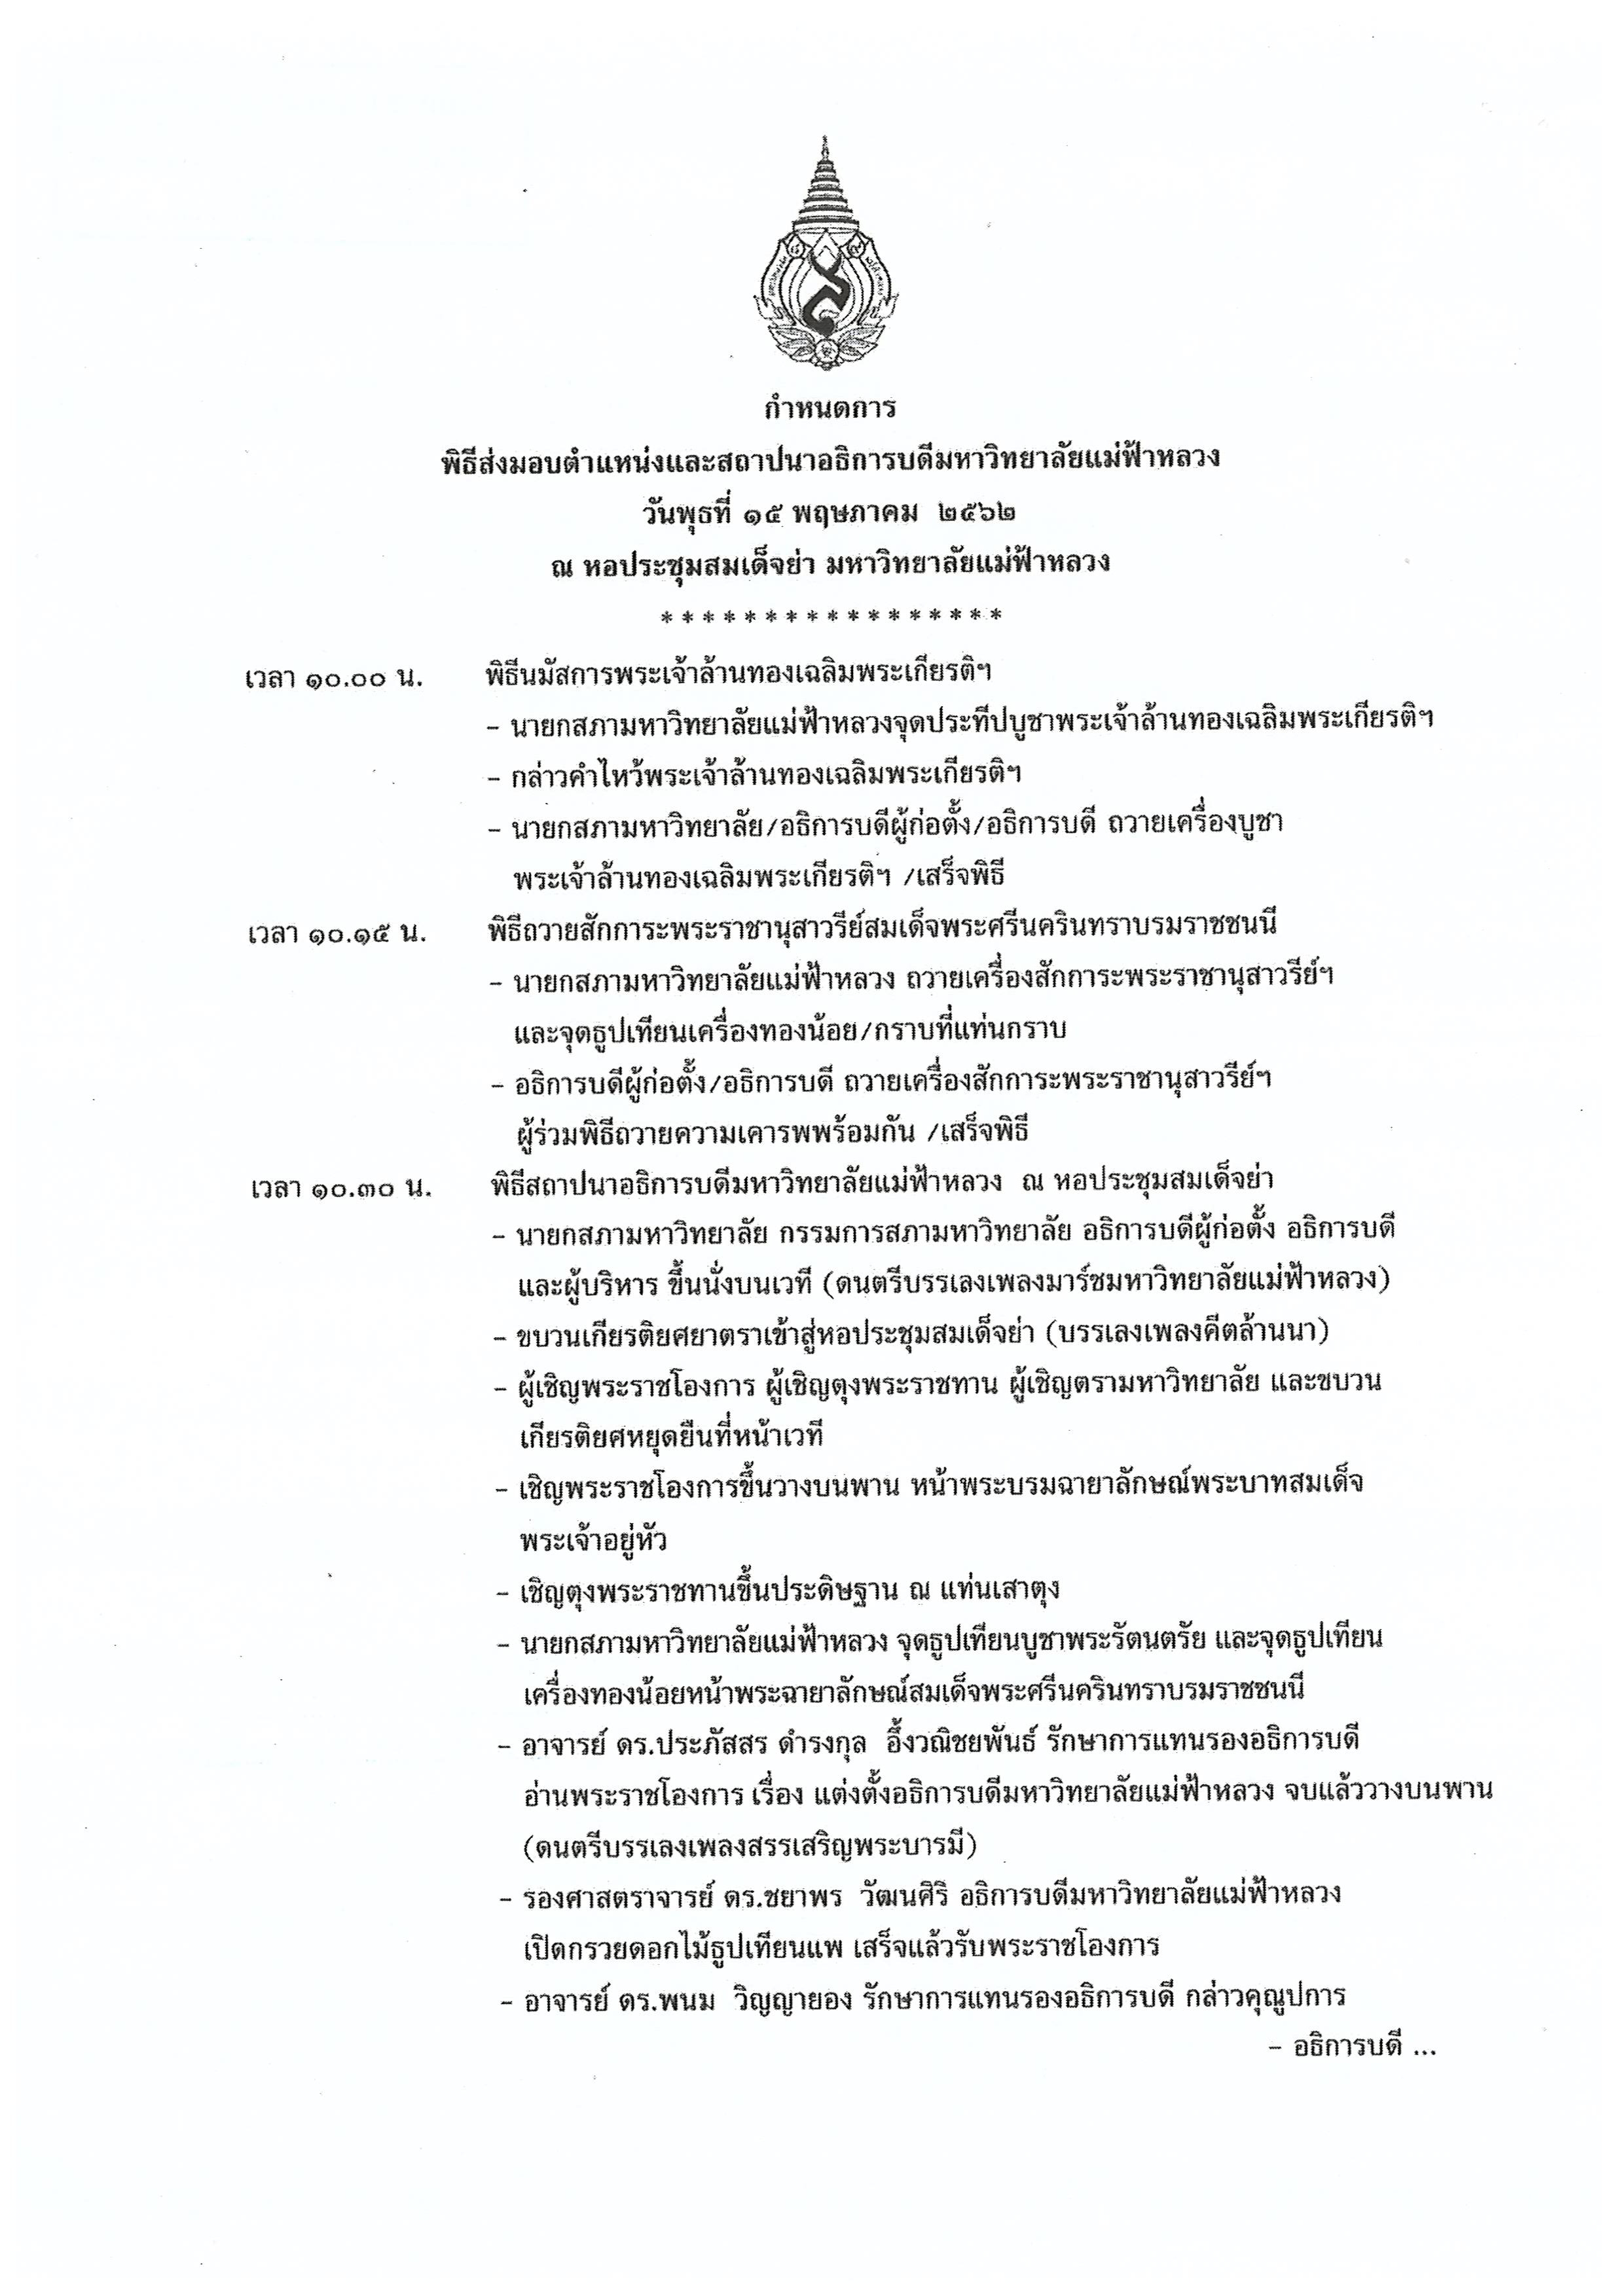 กำหนดการ
พิธีส่งมอบตำแหน่งและสถาปนาอธิการบดีมหาวิทยาลัยแม่ฟ้าหลวง
วันพุธที่ ๑๕ พฤษภาคม ๒๕๖๒
ณ หอประชุมสมเด็จย่า มหาวิทยาลัยแม่ฟ้าหลวง
* * * * * * * * * * * * * * * * *
เวลา ๑๐.๐๐ น. พิธีนมัสการพระเจ้าล้านทองเฉลิมพระเกียรติฯ
- นายกสภามหาวิทยาลัยแม่ฟ้าหลวงจุดประทีปบูชาพระเจ้าล้านทองเฉลิมพระเกียรติฯ
- กล่าวคำไหว้พระเจ้าล้านทองเฉลิมพระเกียรติฯ
- นายกสภามหาวิทยาลัย/อธิการบดีผู้ก่อตั้ง/อธิการบดี ถวายเครื่องบูชา
พระเจ้าล้านทองเฉลิมพระเกียรติฯ /เสร็จพิธี
เวลา ๑๐.๑๕ น. พิธีถวายสักการะพระราชานุสาวรีย์สมเด็จพระศรีนครินทราบรมราชชนนี
- นายกสภามหาวิทยาลัยแม่ฟ้าหลวง ถวายเครื่องสักการะพระราชานุสาวรีย์ฯ
และจุดธูปเทียนเครื่องทองน้อย/กราบที่แท่นกราบ
- อธิการบดีผู้ก่อตั้ง/อธิการบดี ถวายเครื่องสักการะพระราชานุสาวรีย์ฯ
ผู้ร่วมพิธีถวายความเคารพพร้อมกัน /เสร็จพิธี
เวลา ๑๐.๓๐ น. พิธีสถาปนาอธิการบดีมหาวิทยาลัยแม่ฟ้าหลวง ณ หอประชุมสมเด็จย่า
- นายกสภามหาวิทยาลัย กรรมการสภามหาวิทยาลัย อธิการบดีผู้ก่อตั้ง อธิการบดี
และผู้บริหาร ขึ้นนั่งบนเวที (ดนตรีบรรเลงเพลงมาร์ชมหาวิทยาลัยแม่ฟ้าหลวง)
- ขบวนเกียรติยศยาตราเข้าสู่หอประชุมสมเด็จย่า (บรรเลงเพลงคีตล้านนา)
- ผู้เชิญพระราชโองการ ผู้เชิญตุงพระราชทาน ผู้เชิญตรามหาวิทยาลัย และขบวน
เกียรติยศหยุดยืนที่หน้าเวที
- เชิญพระราชโองการขึ้นวางบนพาน หน้าพระบรมฉายาลักษณ์พระบาทสมเด็จ
พระเจ้าอยู่หัว
- เชิญตุงพระราชทานขึ้นประดิษฐาน ณ แท่นเสาตุง
- นายกสภามหาวิทยาลัยแม่ฟ้าหลวง จุดธูปเทียนบูชาพระรัตนตรัย และจุดธูปเทียน
เครื่องทองน้อยหน้าพระฉายาลักษณ์สมเด็จพระศรีนครินทราบรมราชชนนี
- อาจารย์ ดร.ประภัสสร ดำรงกุล อึ้งวณิชยพันธ์ รักษาการแทนรองอธิการบดี
อ่านพระราชโองการ เรื่อง แต่งตั้งอธิการบดีมหาวิทยาลัยแม่ฟ้าหลวง จบแล้ววางบนพาน
(ดนตรีบรรเลงเพลงสรรเสริญพระบารมี)
- รองศาสตราจารย์ ดร.ชยาพร วัฒนศิริ อธิการบดีมหาวิทยาลัยแม่ฟ้าหลวง
เปิดกรวยดอกไม้ธูปเทียนแพ เสร็จแล้วรับพระราชโองการ
- อาจารย์ ดร.พนม วิญญายอง รักษาการแทนรองอธิการบดี กล่าวคุณูปการ
- อธิการบดี ...